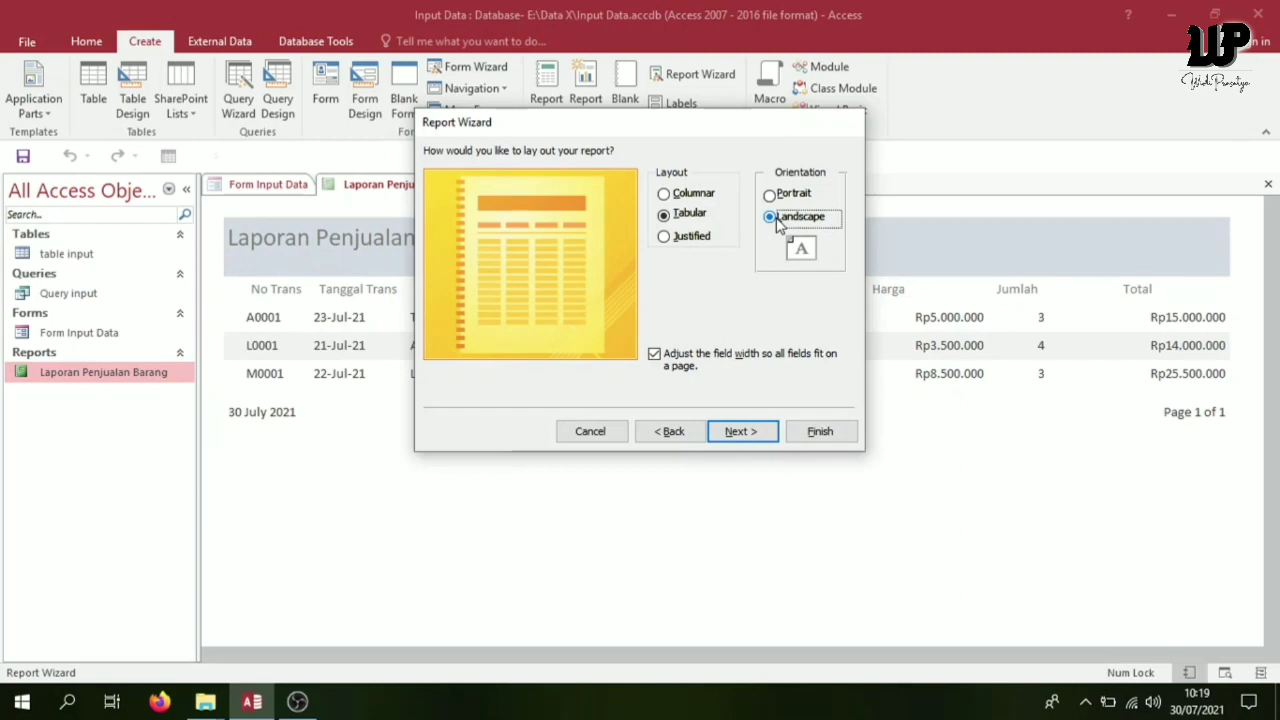 Input Data : Database- E:\Data X\Input Data.accdb (Access 2007 - 2016 file format) - Access
File Home Create External Data Database Tools Tell me what you want to do... in
Application Parts
Table
Table Design
SharePoint Lists
Query Wizard
Query Design
Form
Form Design
Blank
Form Wizard
Navigation
Report
Report
Blank
Report Wizard
Labels
Macro
Module
Class Module
Templates Tables Queries
All Access Obje...
Search...
Tables
table input
Queries
Query input
Forms
Form Input Data
Reports
Laporan Penjualan Barang
Form Input Data Laporan Penju
Laporan Penjualan
No Trans Tanggal Trans Harga Jumlah Total
A0001 23-Jul-21 Rp5.000.000 3 Rp15.000.000
L0001 21-Jul-21 Rp3.500.000 4 Rp14.000.000
M0001 22-Jul-21 Rp8.500.000 3 Rp25.500.000
30 July 2021 Page 1 of 1
Report Wizard
How would you like to lay out your report?
Layout
Columnar
Tabular
Justified
Orientation
Portrait
Landscape
A
Adjust the field width so all fields fit on
a page.
Cancel < Back Next > Finish
Report Wizard Num Lock
10:19
30/07/2021